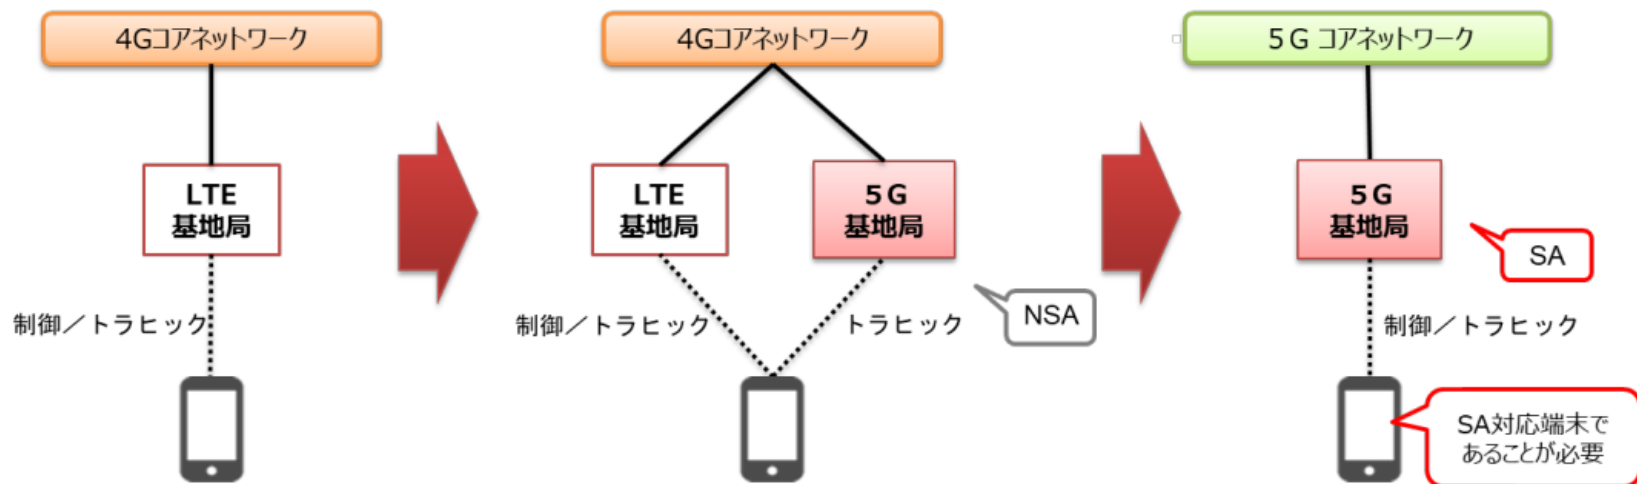 4Gコアネットワーク
4Gコアネットワーク
5G コアネットワーク
LTE
基地局
LTE
基地局
5G
基地局
5G
基地局
SA
NSA
制御／トラヒック
制御／トラヒック
トラヒック
制御／トラヒック
SA対応端末で
あることが必要